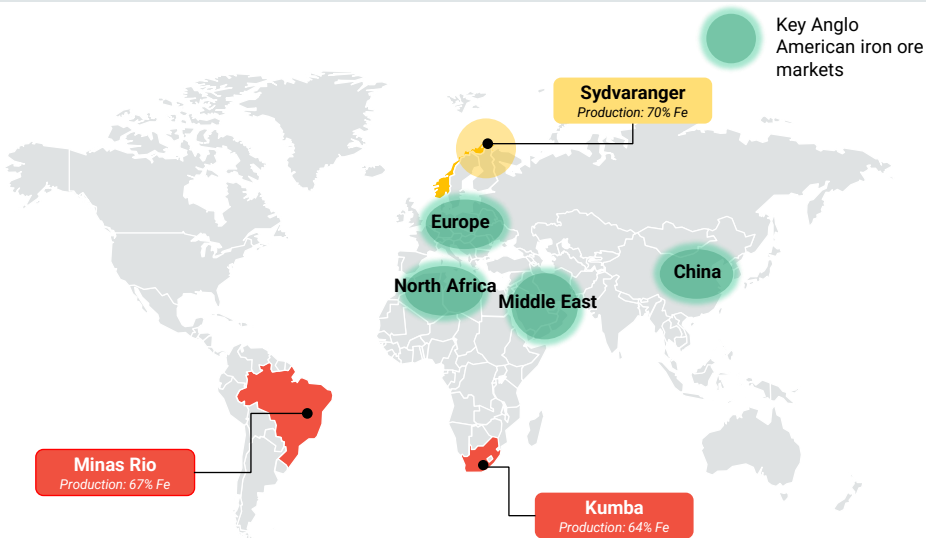 Key Anglo
American iron ore
markets
Sydvaranger
Production: 70% Fe
Europe
North Africa
Middle East
China
Minas Rio
Production: 67% Fe
Kumba
Production: 64% Fe